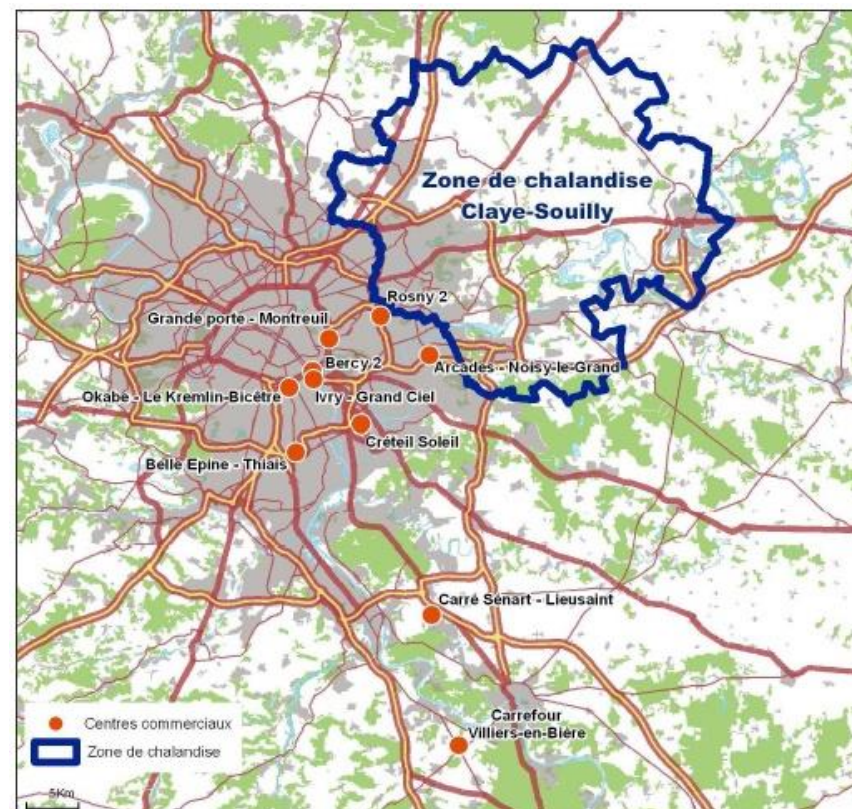 Zone de chalandise
Claye-Souilly
Rosny 2
Grande porte - Montreuil
Bercy 2
Arcades - Noisy-le-Grand
Okabé - Le Kremlin-Bicêtre
Ivry - Grand Ciel
Créteil Soleil
Belle Epine - Thiais
Carré Sénart - Lieusaint
Carrefour
Villiers-en-Bière
Centres commerciaux
Zone de chalandise
5Km